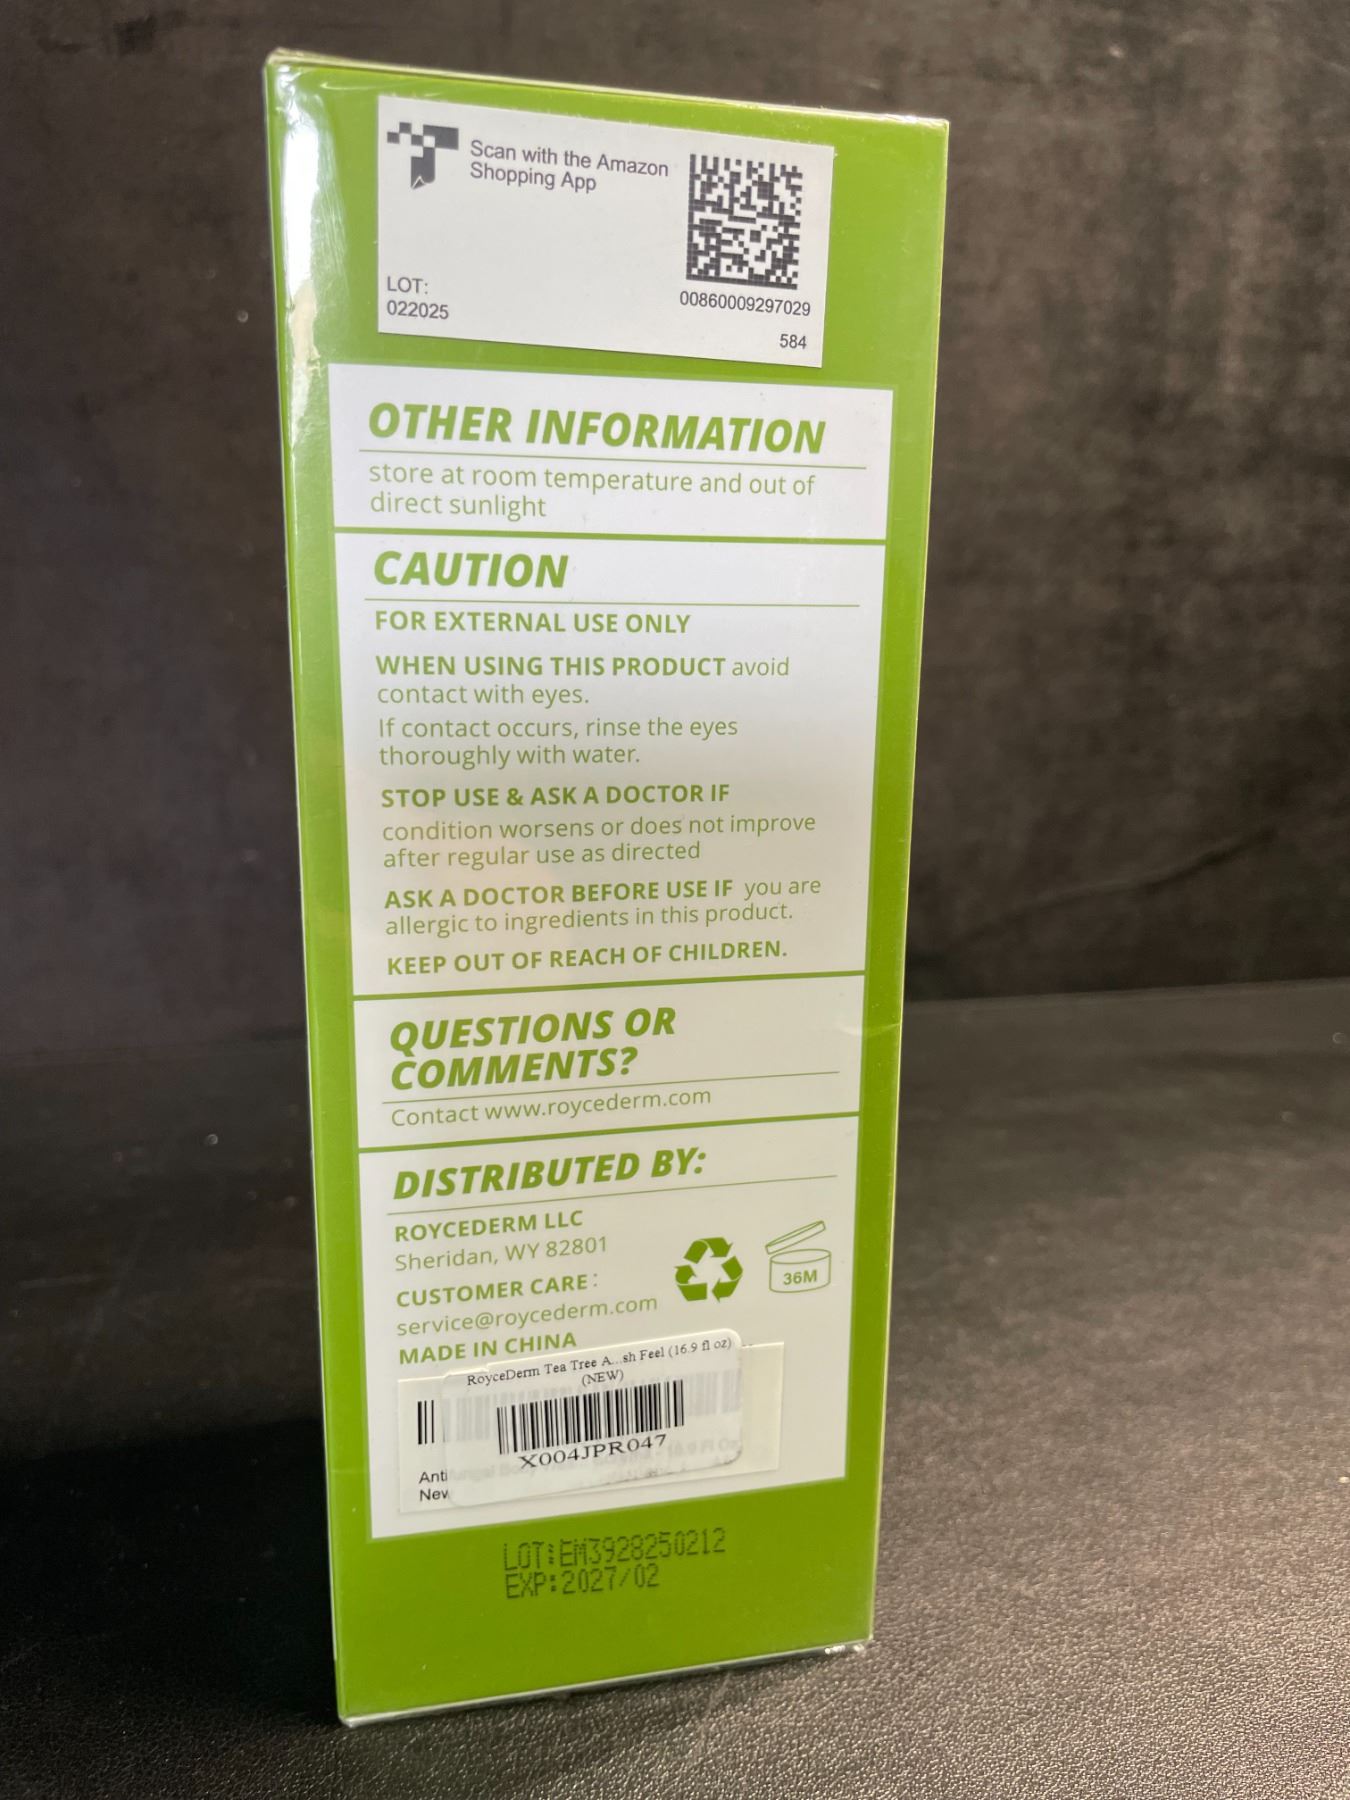 Scan with the Amazon
Shopping App
LOT:
022025
00860009297029
584
OTHER INFORMATION
store at room temperature and out of
direct sunlight
CAUTION
FOR EXTERNAL USE ONLY
WHEN USING THIS PRODUCT avoid
contact with eyes.
If contact occurs, rinse the eyes
thoroughly with water.
STOP USE & ASK A DOCTOR IF
condition worsens or does not improve
after regular use as directed
ASK A DOCTOR BEFORE USE IF you are
allergic to ingredients in this product.
KEEP OUT OF REACH OF CHILDREN.
QUESTIONS OR
COMMENTS?
Contact www.roycederm.com
DISTRIBUTED BY:
ROYCEDERM LLC
Sheridan, WY 82801
CUSTOMER CARE:
service@roycederm.com
MADE IN CHINA
36M
RoyceDerm Tea Tree A...sh Feel (16.9 fl oz)
(NEW)
X004JPR047
Anti
New
LOT:EM3928250212
EXP:2027/02